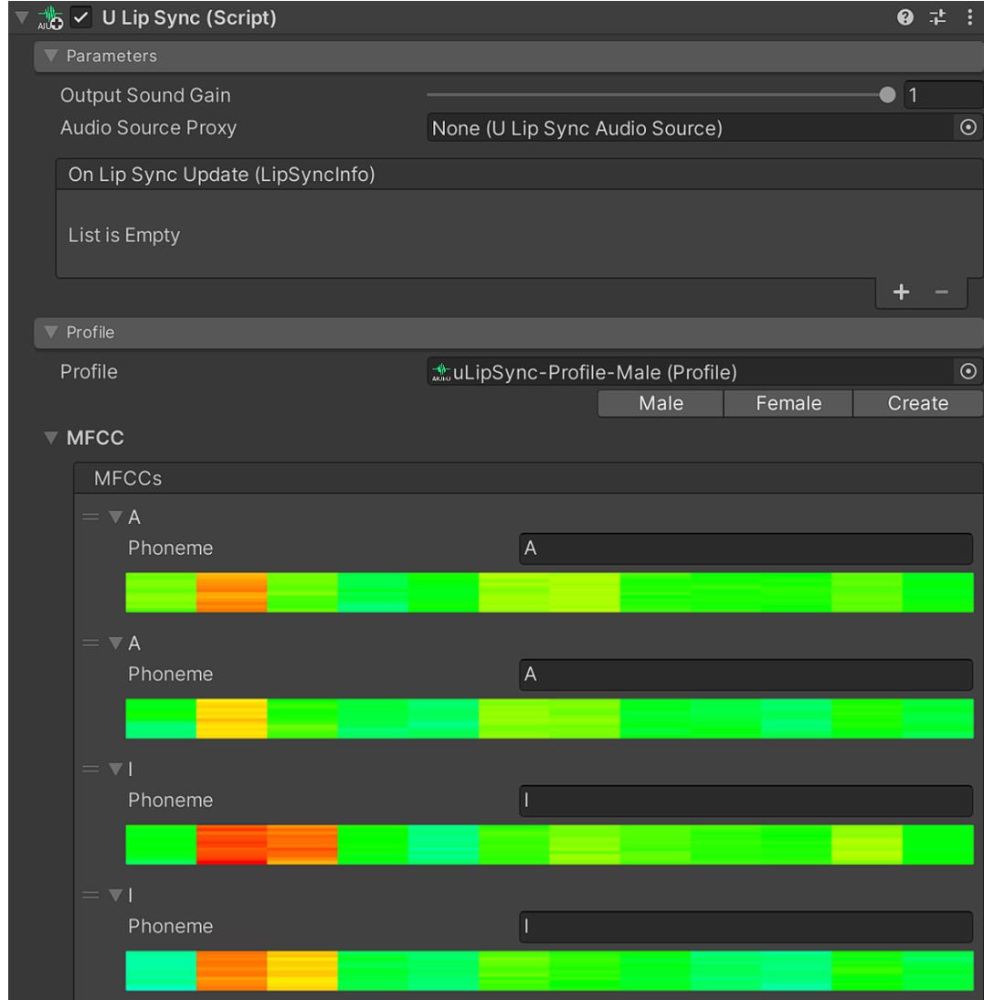 U Lip Sync (Script)
Parameters
Output Sound Gain 1
Audio Source Proxy None (U Lip Sync Audio Source)
On Lip Sync Update (LipSyncInfo)
List is Empty
+ −
Profile
Profile uLipSync-Profile-Male (Profile)
Male Female Create
MFCC
MFCCs
A
Phoneme A
A
Phoneme A
I
Phoneme I
I
Phoneme I